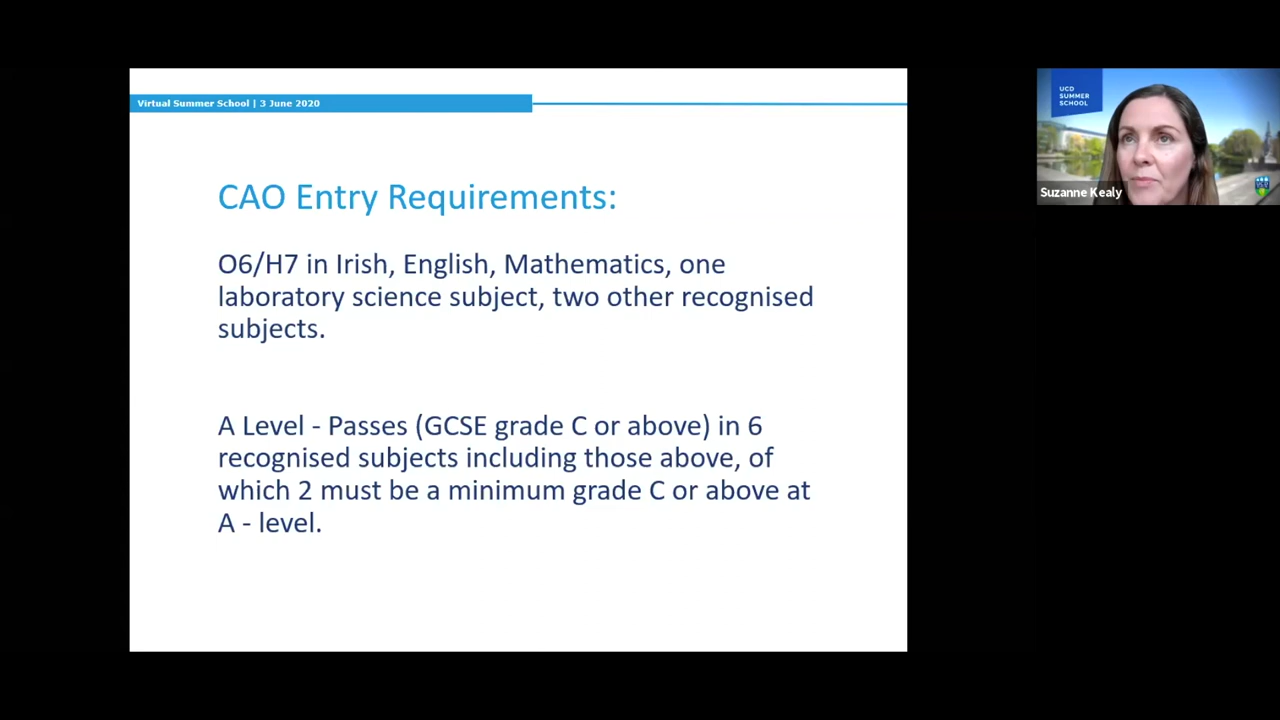 Virtual Summer School | 3 June 2020
UCD
SUMMER
SCHOOL
Suzanne Kealy
CAO Entry Requirements:
O6/H7 in Irish, English, Mathematics, one
laboratory science subject, two other recognised
subjects.
A Level - Passes (GCSE grade C or above) in 6
recognised subjects including those above, of
which 2 must be a minimum grade C or above at
A - level.